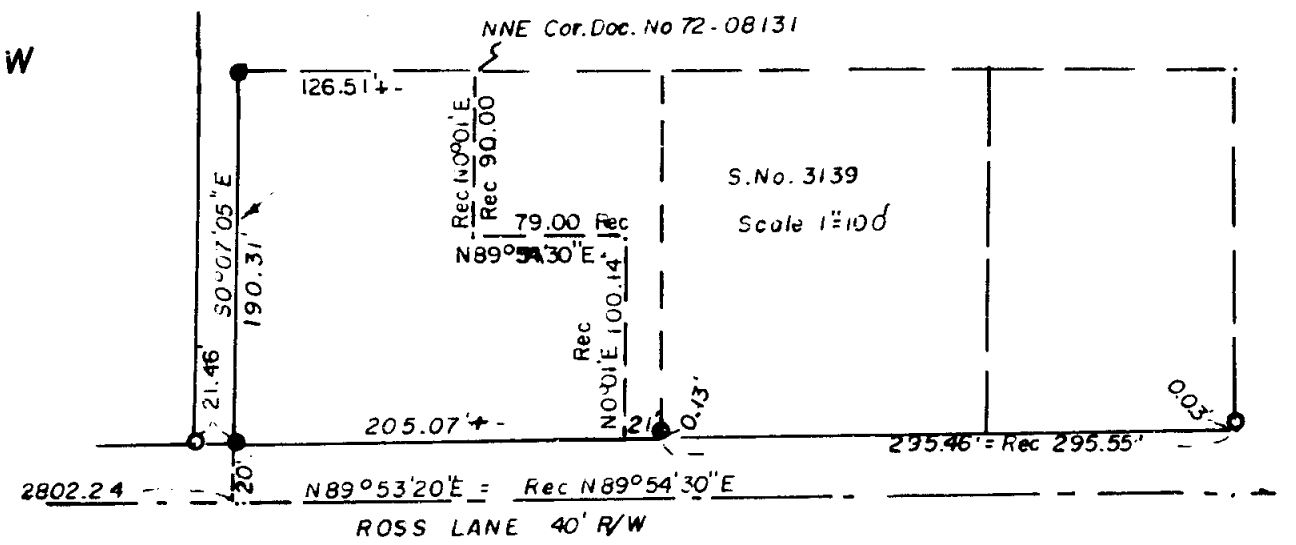 NNE Cor. Doc. No 72-08131
W
126.51'+-
Rec N0°01'E
Rec 90.00
S.No. 3139
Scale 1"=100'
S0°07'05"E
190.31'
79.00 Rec
N89°54'30"E
Rec
N0°01'E 100.14'
21.46'
205.07'+-
21'
0.13'
0.03'
295.46' = Rec 295.55'
20'
2802.24
N89°53'20"E = Rec N89°54'30"E
ROSS LANE 40' R/W